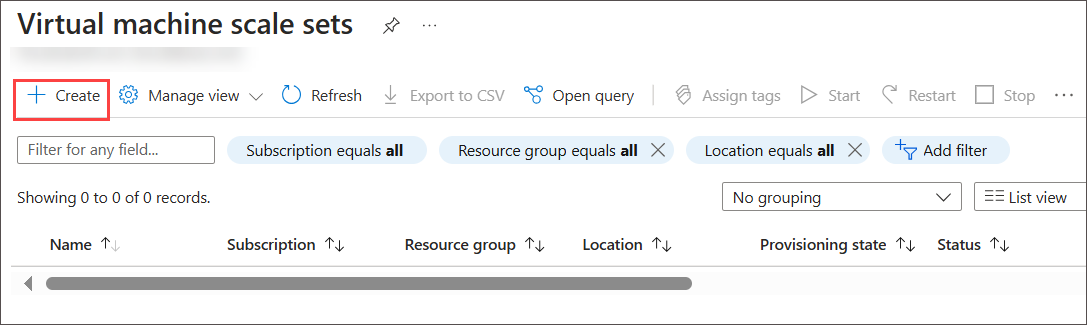 Virtual machine scale sets
Create Manage view Refresh Export to CSV Open query Assign tags Start Restart Stop
Filter for any field... Subscription equals all Resource group equals all Location equals all Add filter
Showing 0 to 0 of 0 records. No grouping List view
Name Subscription Resource group Location Provisioning state Status